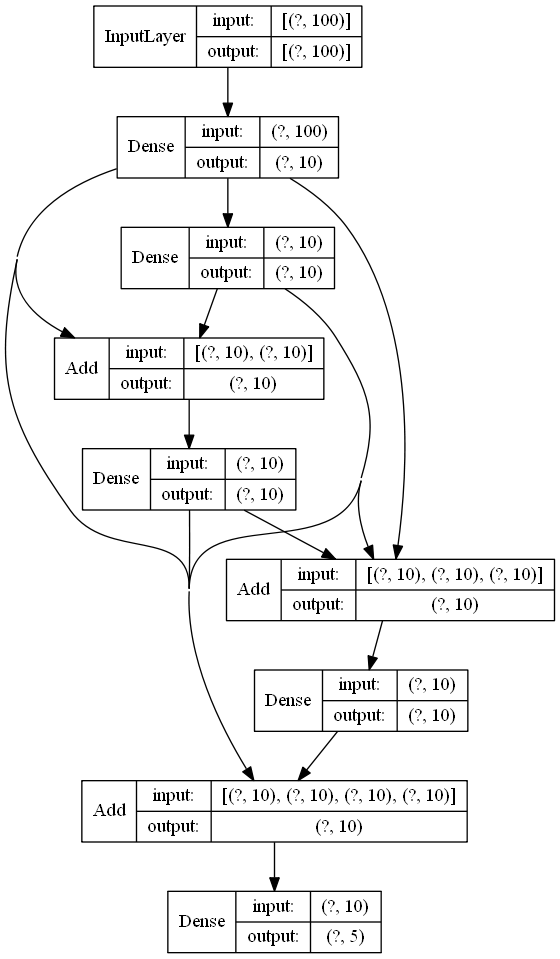 InputLayer
input: [(?, 100)]
output: [(?, 100)]
Dense
input: (?, 100)
output: (?, 10)
Dense
input: (?, 10)
output: (?, 10)
Add
input: [(?, 10), (?, 10)]
output: (?, 10)
Dense
input: (?, 10)
output: (?, 10)
Add
input: [(?, 10), (?, 10), (?, 10)]
output: (?, 10)
Dense
input: (?, 10)
output: (?, 10)
Add
input: [(?, 10), (?, 10), (?, 10), (?, 10)]
output: (?, 10)
Dense
input: (?, 10)
output: (?, 5)